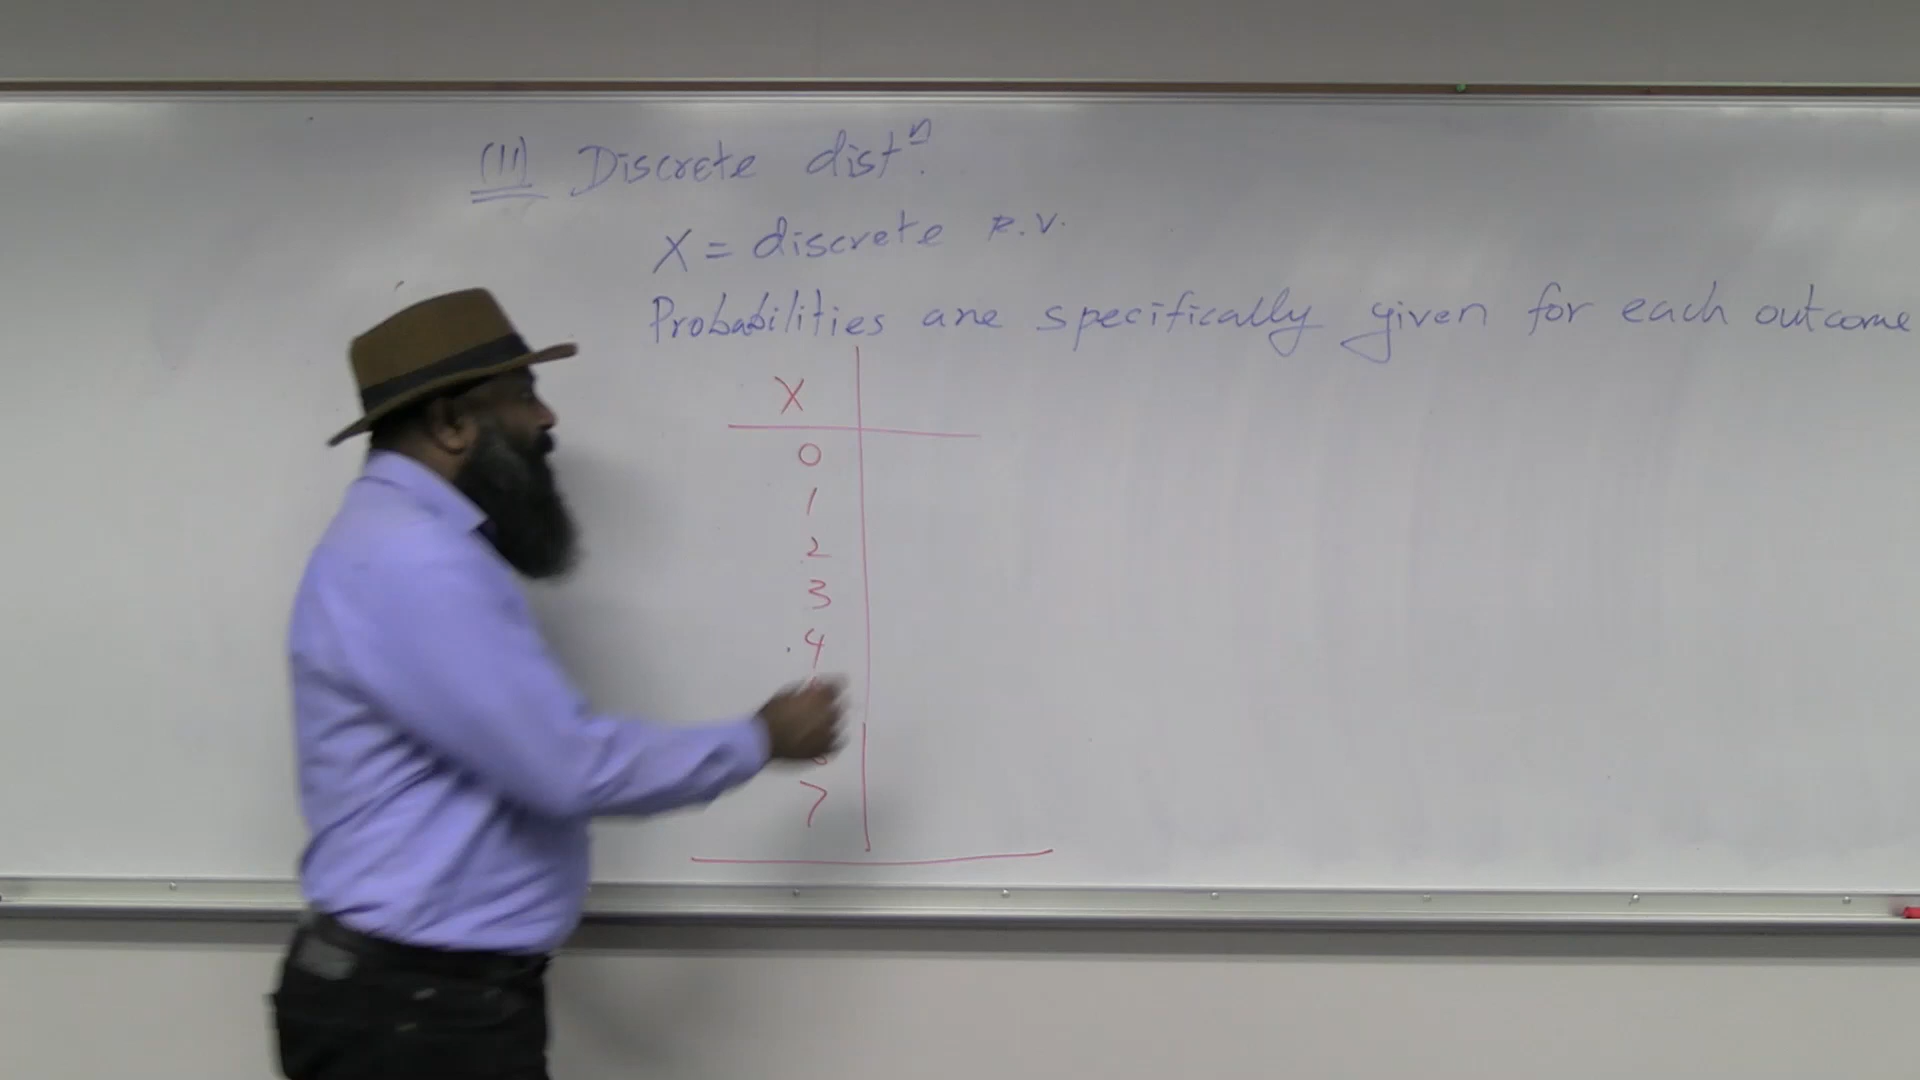 (II) Discrete distⁿ.
X = discrete R.V.
Probabilities are specifically given for each outcome
X
0
1
2
3
4
7